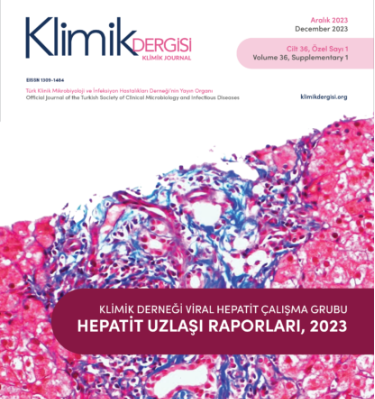 Klimik DERGİSİ
KLİMİK JOURNAL
Aralık 2023
December 2023
Cilt 36, Özel Sayı 1
Volume 36, Supplementary 1
EISSN 1309-1484
Türk Klinik Mikrobiyoloji ve İnfeksiyon Hastalıkları Derneği'nin Yayın Organı
Official Journal of the Turkish Society of Clinical Microbiology and Infectious Diseases
klimikdergisi.org
KLİMİK DERNEĞİ VİRAL HEPATİT ÇALIŞMA GRUBU
HEPATİT UZLAŞI RAPORLARI, 2023